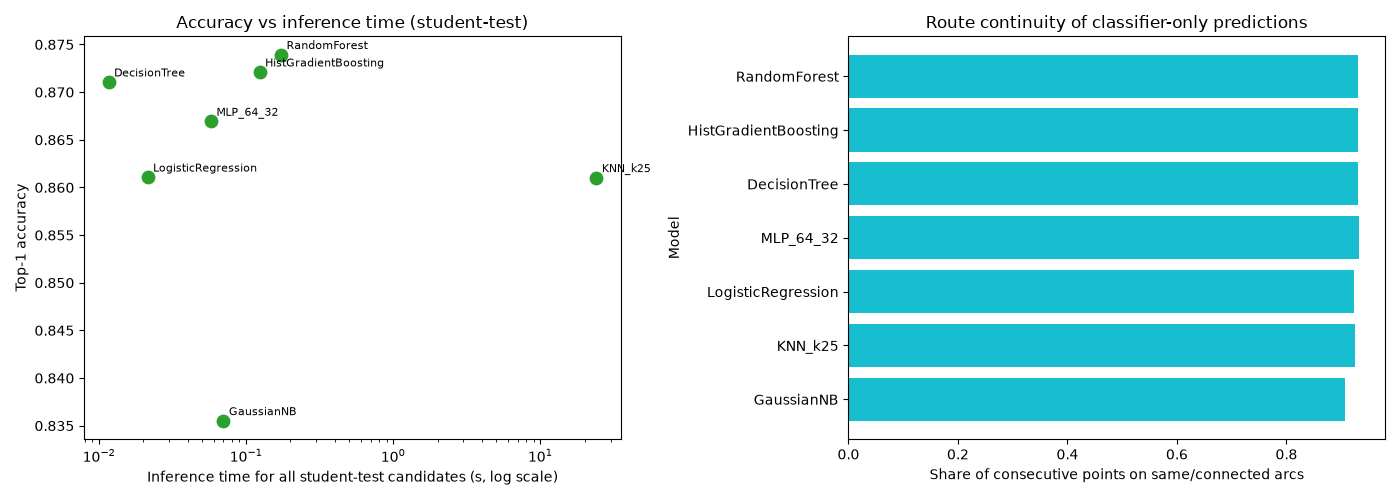 Accuracy vs inference time (student-test)
0.875
0.870
0.865
0.860
0.855
0.850
0.845
0.840
0.835
Top-1 accuracy
RandomForest
HistGradientBoosting
DecisionTree
MLP_64_32
LogisticRegression
KNN_k25
GaussianNB
10⁻²
10⁻¹
10⁰
10¹
Inference time for all student-test candidates (s, log scale)
Route continuity of classifier-only predictions
Model
RandomForest
HistGradientBoosting
DecisionTree
MLP_64_32
LogisticRegression
KNN_k25
GaussianNB
0.0
0.2
0.4
0.6
0.8
Share of consecutive points on same/connected arcs